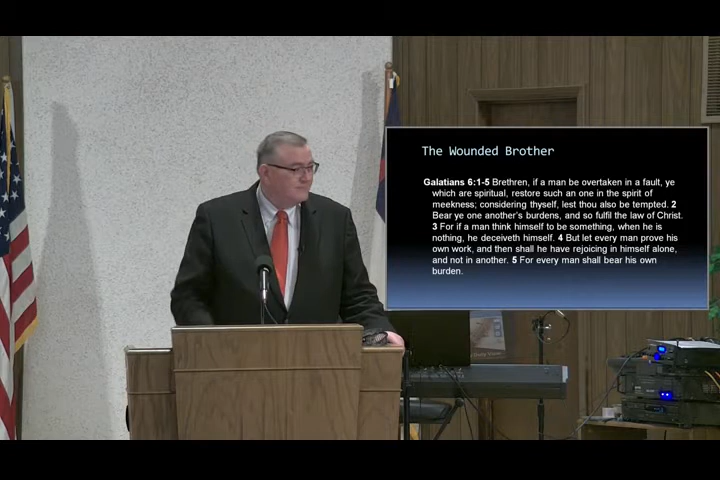 The Wounded Brother
Galatians 6:1-5 Brethren, if a man be overtaken in a fault, ye
which are spiritual, restore such an one in the spirit of
meekness; considering thyself, lest thou also be tempted. 2
Bear ye one another's burdens, and so fulfil the law of Christ.
3 For if a man think himself to be something, when he is
nothing, he deceiveth himself. 4 But let every man prove his
own work, and then shall he have rejoicing in himself alone,
and not in another. 5 For every man shall bear his own
burden.